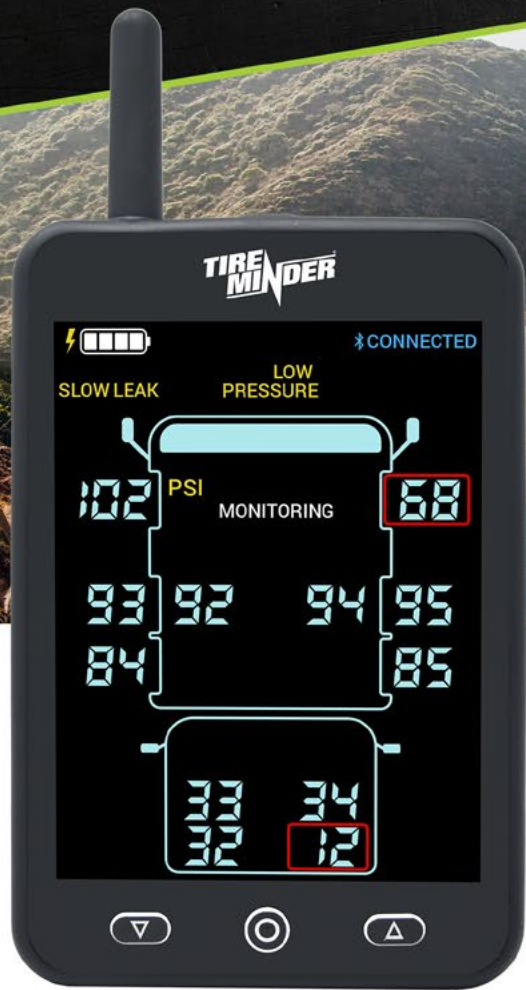 TIRE
MINDER
CONNECTED
SLOW LEAK
LOW
PRESSURE
102 PSI 68
MONITORING
93 92 94 95
84 85
33 34
32 12